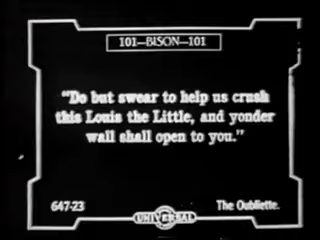 101–BISON–101
"Do but swear to help us crush
this Louis the Little, and yonder
wall shall open to you."
647-23
UNIVERSAL
The Oubliette.